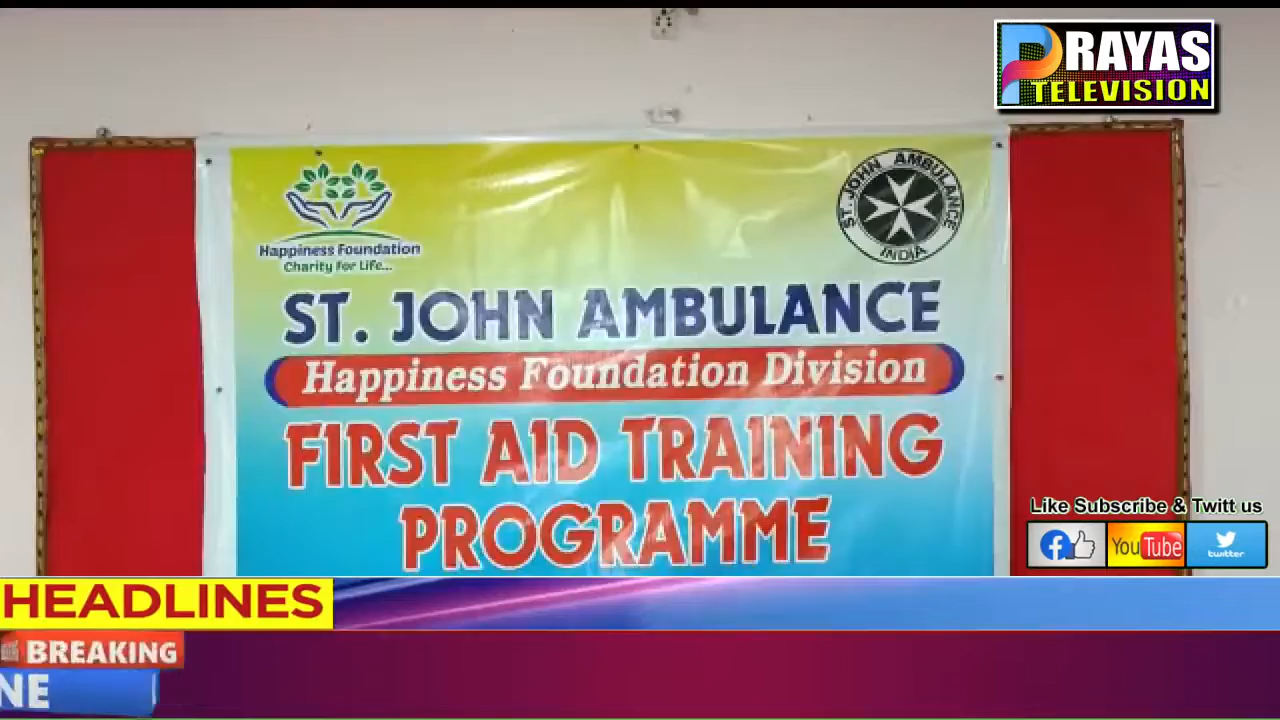 PRAYAS
TELEVISION
Happiness Foundation
Charity For Life...
ST. JOHN AMBULANCE
INDIA
ST. JOHN AMBULANCE
Happiness Foundation Division
FIRST AID TRAINING
PROGRAMME
Like Subscribe & Twitt us
YouTube
twitter
HEADLINES
BREAKING
NE